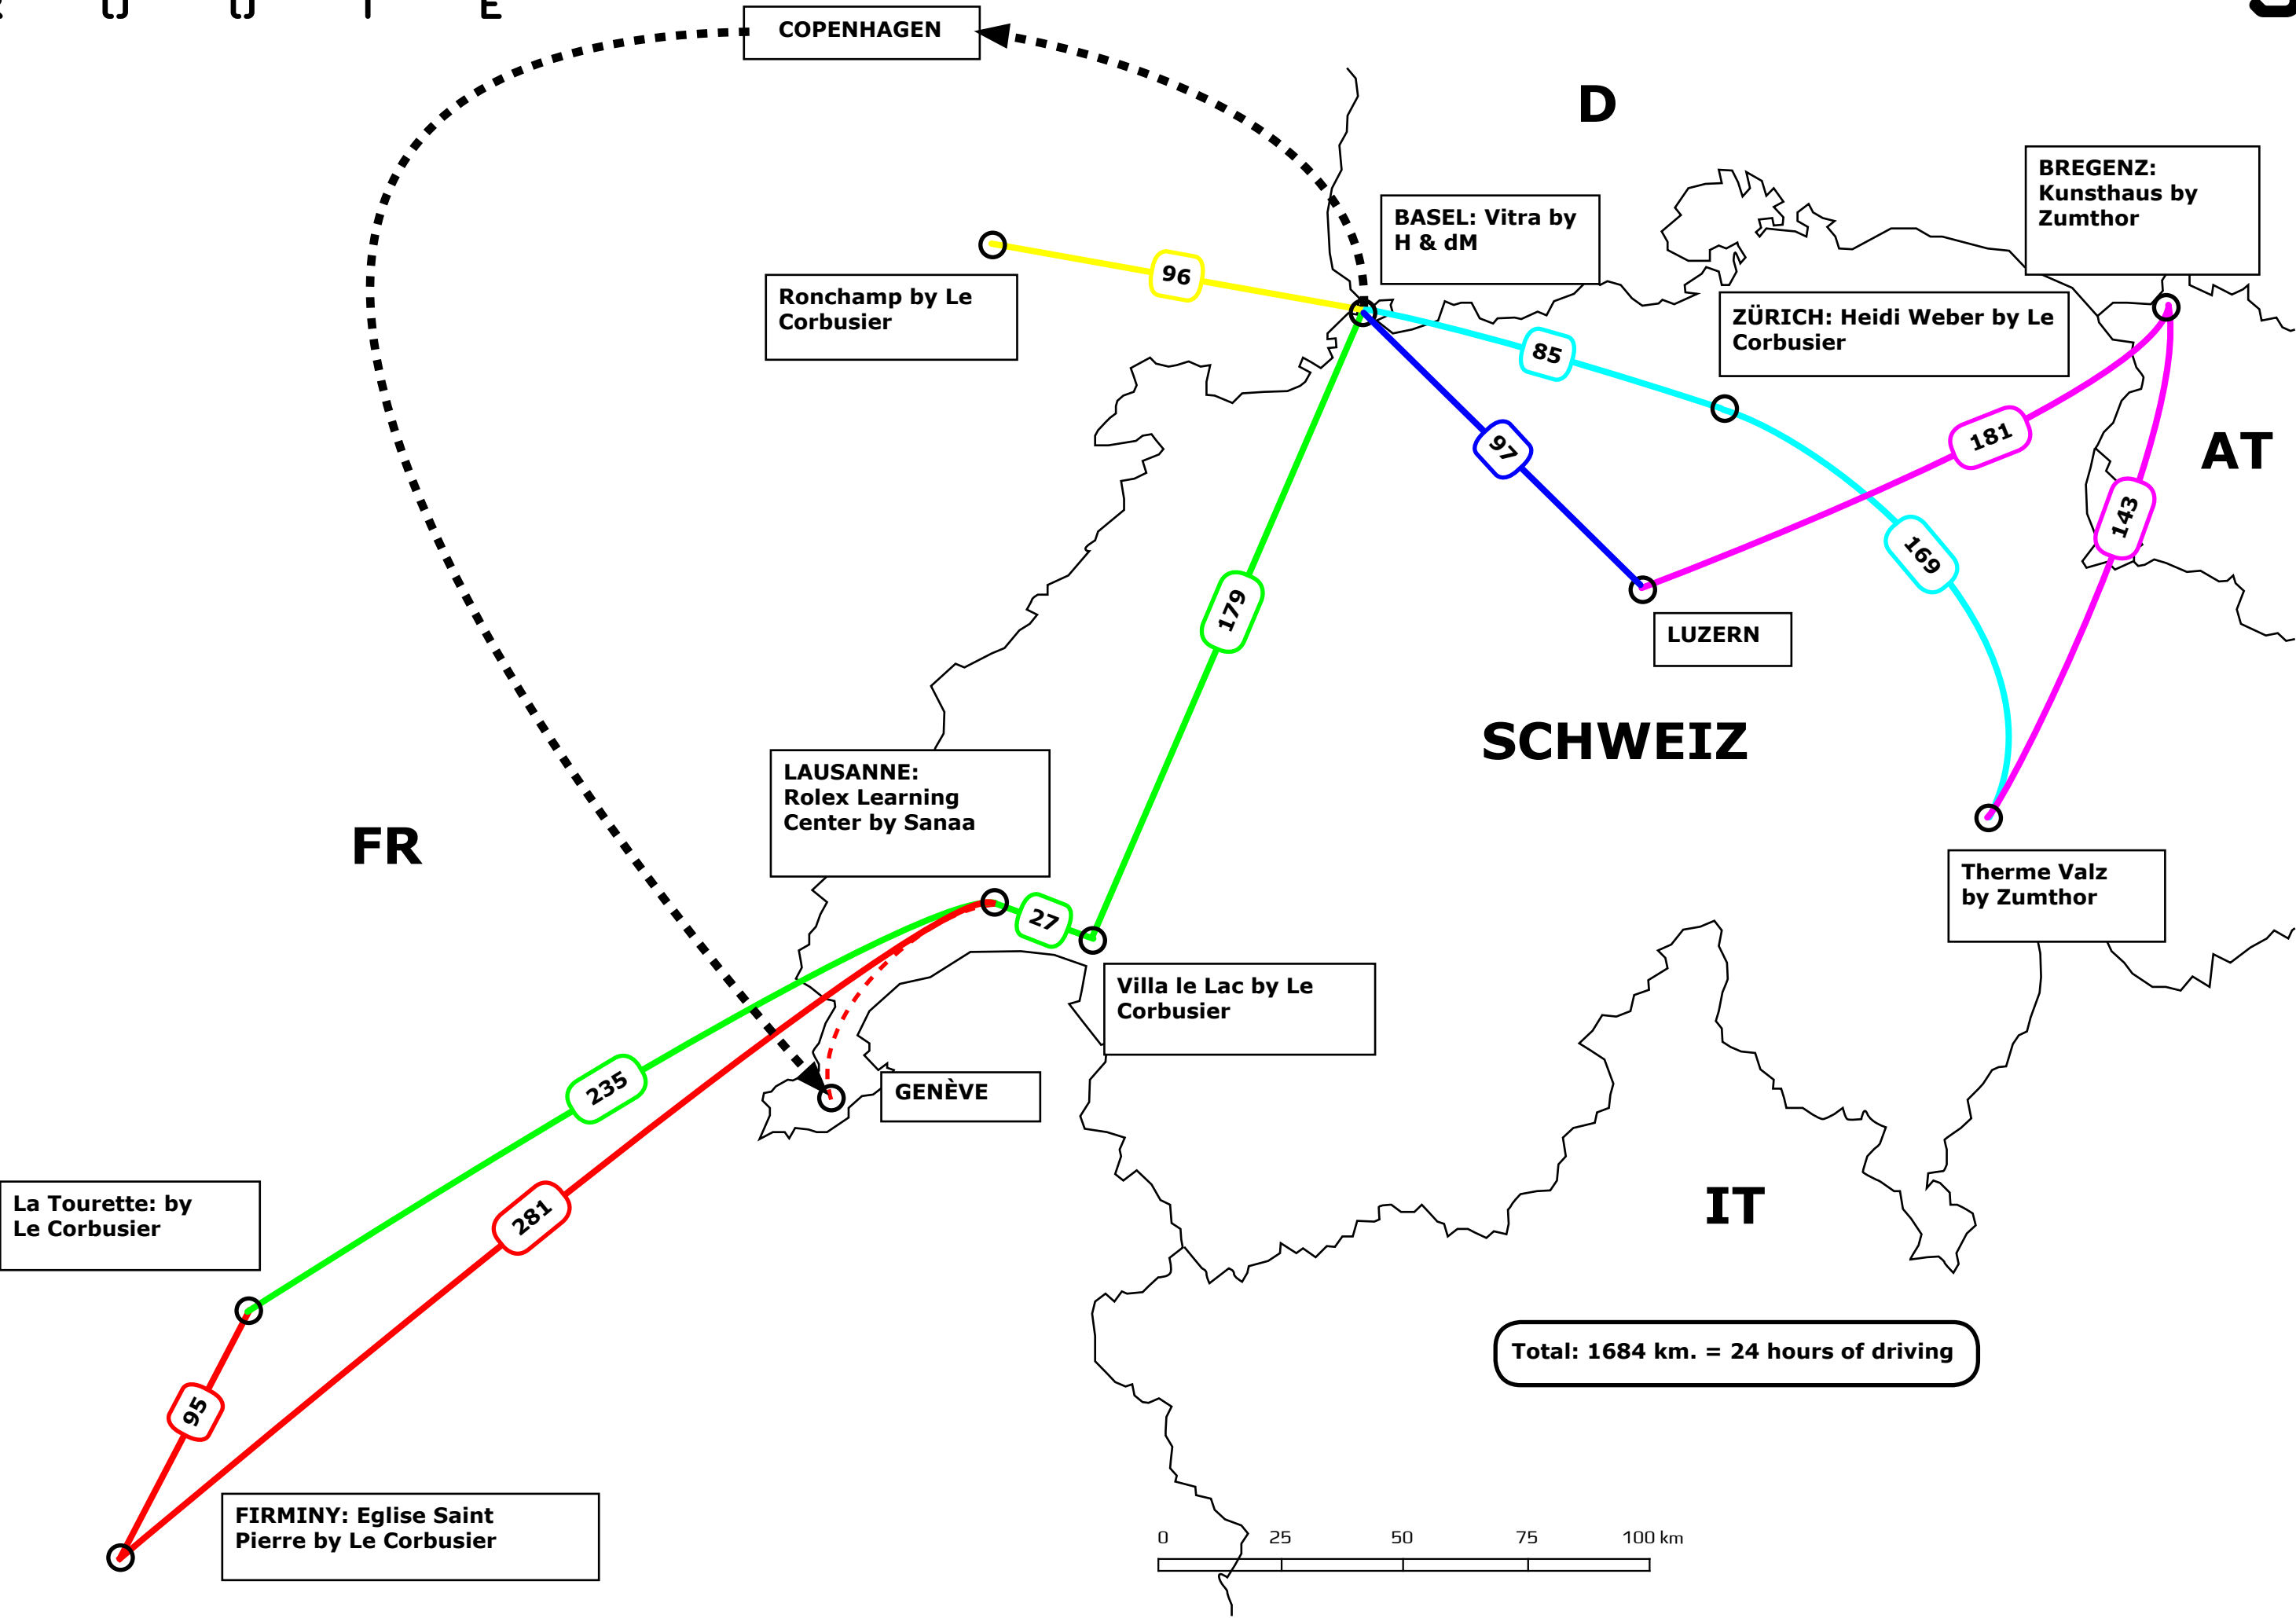 U T E
COPENHAGEN
D
BREGENZ:
Kunsthaus by
Zumthor
BASEL: Vitra by
H & dM
96
Ronchamp by Le
Corbusier
ZÜRICH: Heidi Weber by Le
Corbusier
85
97
181
AT
143
169
179
LUZERN
SCHWEIZ
LAUSANNE:
Rolex Learning
Center by Sanaa
FR
Therme Valz
by Zumthor
27
Villa le Lac by Le
Corbusier
235
GENÈVE
La Tourette: by
Le Corbusier
281
IT
Total: 1684 km. = 24 hours of driving
95
FIRMINY: Eglise Saint
Pierre by Le Corbusier
0 25 50 75 100 km